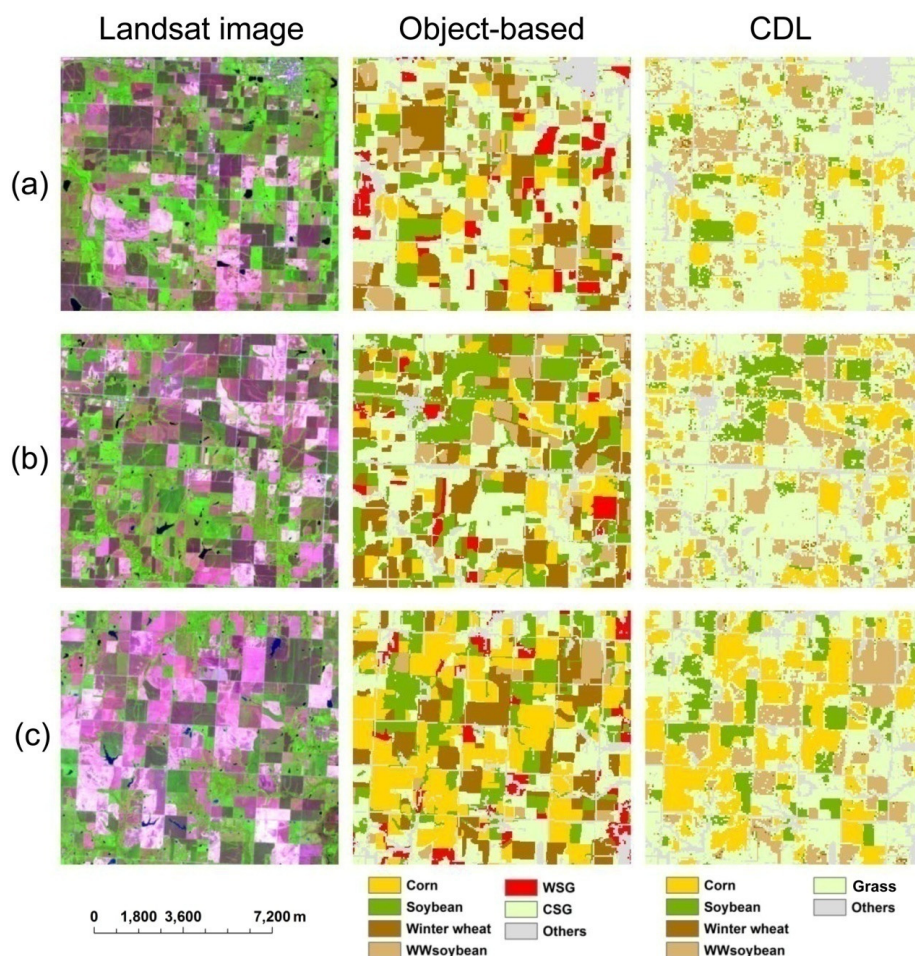 Landsat image Object-based CDL
(a)
(b)
(c)
0 1,800 3,600 7,200 m
Corn
Soybean
Winter wheat
WWsoybean
WSG
CSG
Others
Corn
Soybean
Winter wheat
WWsoybean
Grass
Others